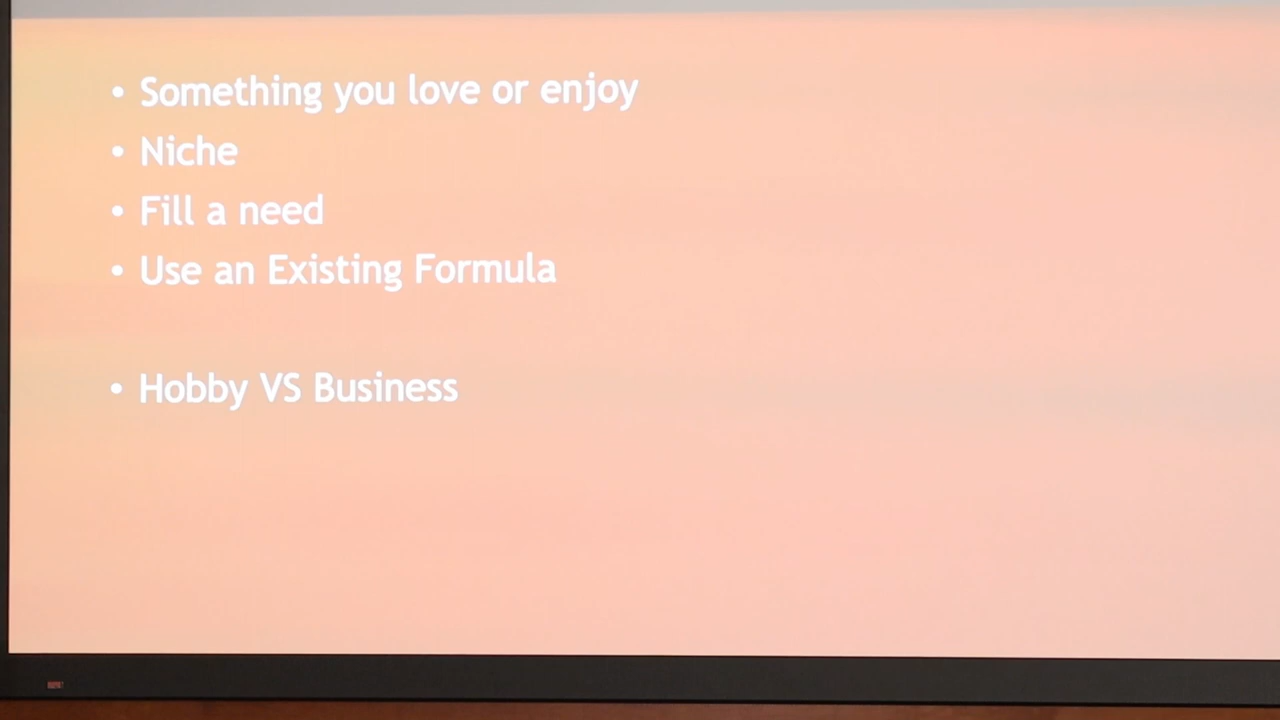 • Something you love or enjoy
• Niche
• Fill a need
• Use an Existing Formula
• Hobby VS Business